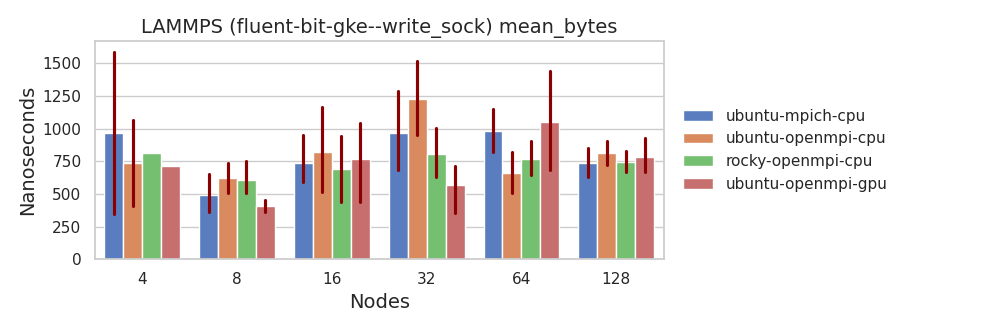 LAMMPS (fluent-bit-gke--write_sock) mean_bytes
Nanoseconds
1500
1250
1000
750
500
250
0
4 8 16 32 64 128
Nodes
ubuntu-mpich-cpu
ubuntu-openmpi-cpu
rocky-openmpi-cpu
ubuntu-openmpi-gpu